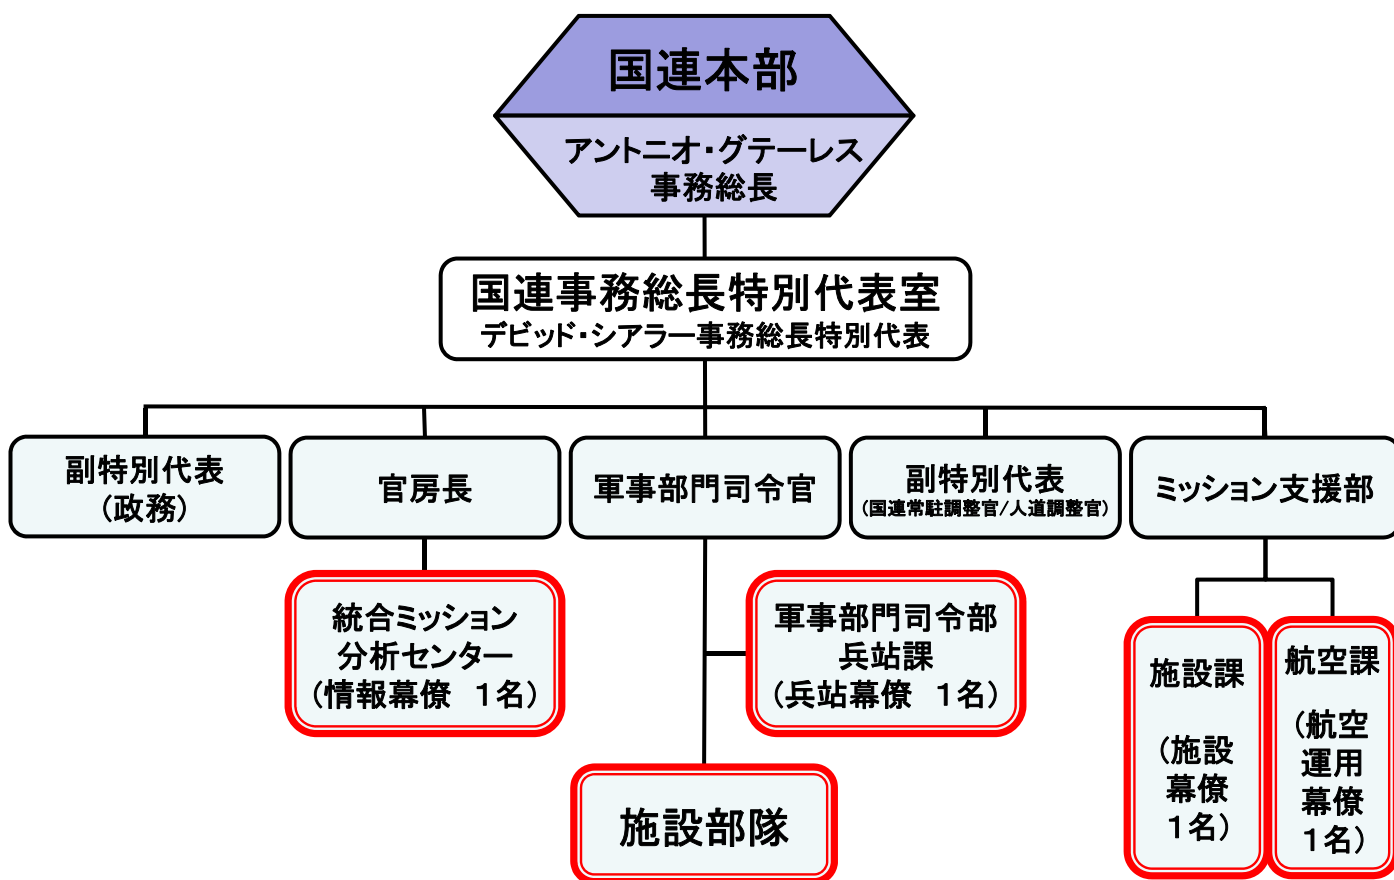 国連本部
アントニオ・グテーレス
事務総長
国連事務総長特別代表室
デビッド・シアラー事務総長特別代表
副特別代表
(政務)
官房長
軍事部門司令官
副特別代表
(国連常駐調整官/人道調整官)
ミッション支援部
統合ミッション
分析センター
(情報幕僚　1名)
軍事部門司令部
兵站課
(兵站幕僚　1名)
施設部隊
施設課
(施設
幕僚
1名)
航空課
(航空
運用
幕僚
1名)